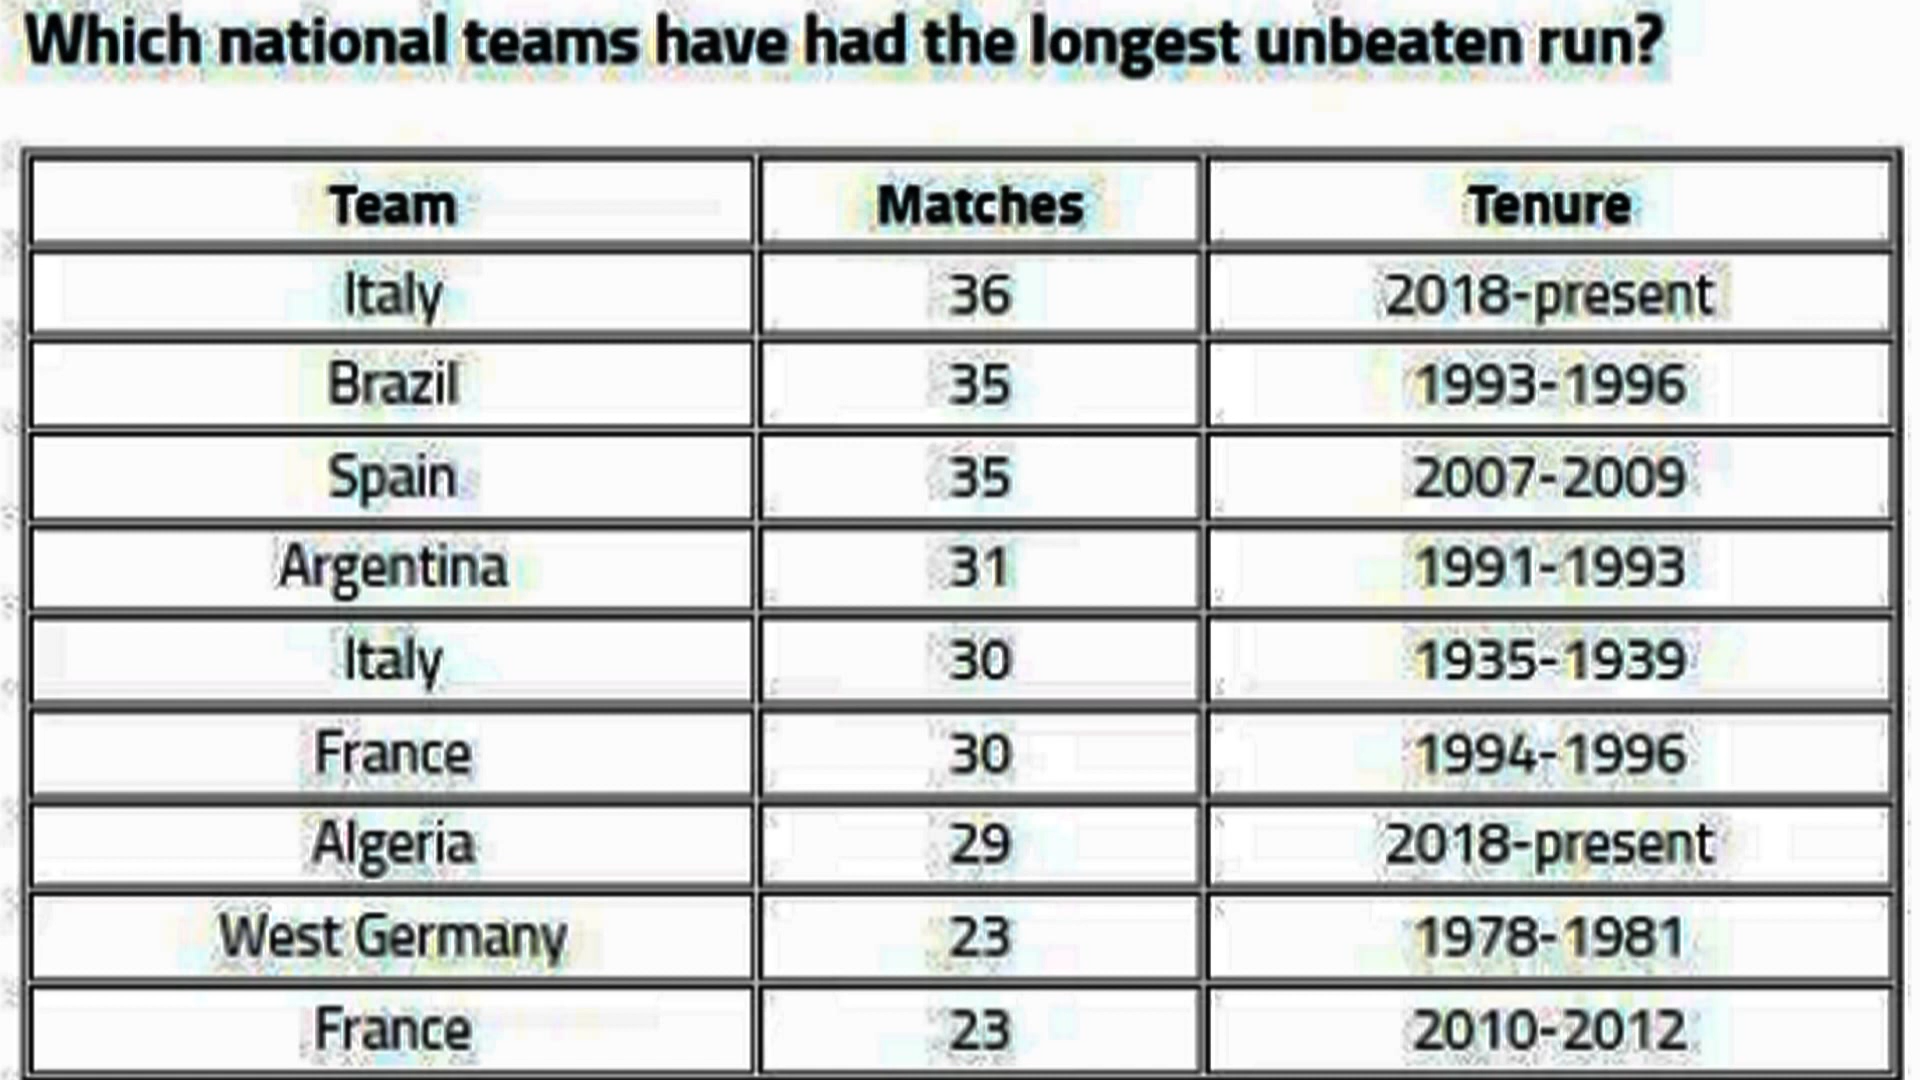 Which national teams have had the longest unbeaten run?
Team Matches Tenure
Italy 36 2018-present
Brazil 35 1993-1996
Spain 35 2007-2009
Argentina 31 1991-1993
Italy 30 1935-1939
France 30 1994-1996
Algeria 29 2018-present
West Germany 23 1978-1981
France 23 2010-2012